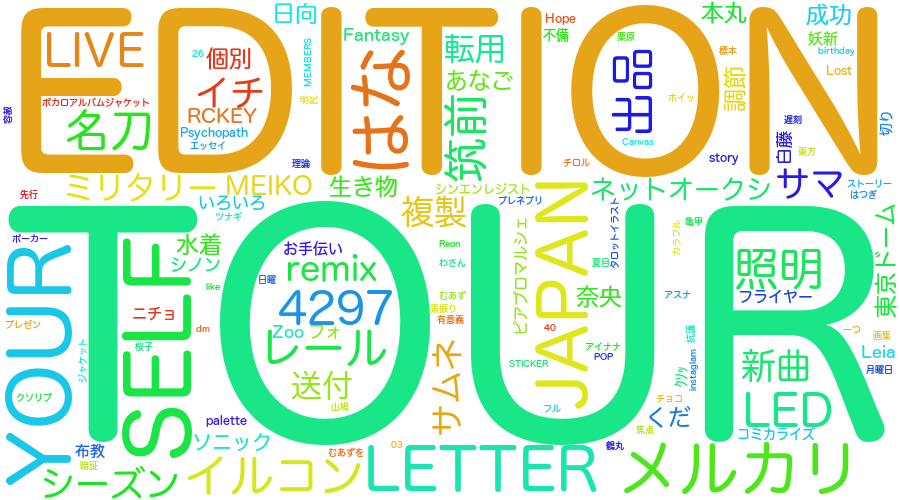 EDITION
日向
本丸
成功
LIVE
Hope
不備
栗原
妖新
birthday
Fantasy
転用
26
個別
MEMBERS
はな
あなご
標本
Lost
出品
調節
イチ
明記
ボカロアルバムジャケット
RCKEY
筑前
ホイッ
名刀
Psychopath
遅刻
切り
エッセイ
Canvas
白藤
東方
理論
チロル
story
先行
ミリタリー
MEIKO
生き物
シンエンレジスト
ネットオークシ
サマ
ストーリー
はつぎ
いろいろ
ツナギ
複製
プレネプリ
TOUR
JAPAN
タロットイラスト
カラフル
亀甲
東京ドーム
ポーカー
水着
お手伝い
Reon
シノン
remix
わさん
ピアプロマルシェ
夏目
照明
YOUR
SELF
日曜
like
4297
むあず
奈央
アスナ
フライヤー
ニチョ
有意義
プレゼン
dm
Zoo
フォ
40
抗議
一つ
画集
桜子
レール
サムネ
アイナナ
POP
Leia
ジャケット
STICKER
新曲
月曜日
instaglam
クリッ
送付
クソリプ
山鳩
フル
チョコ
くだ
LED
palette
焦点
コミカライズ
布教
ソニック
03
鶴丸
暗証
むあずを
シーズン
イルコン
LETTER
メルカリ